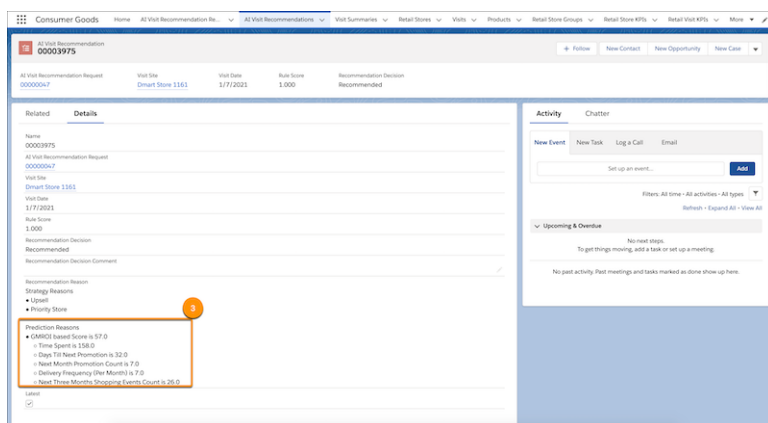 Consumer Goods Home AI Visit Recommendation Re... AI Visit Recommendations Visit Summaries Retail Stores Visits Products Retail Store Groups Retail Store KPIs Retail Visit KPIs More
AI Visit Recommendation
00003975
+ Follow New Contact New Opportunity New Case
AI Visit Recommendation Request Visit Site Visit Date Rule Score Recommendation Decision
00000047 Dmart Store 1161 1/7/2021 1.000 Recommended
Related Details
Name
00003975
AI Visit Recommendation Request
00000047
Visit Site
Dmart Store 1161
Visit Date
1/7/2021
Rule Score
1.000
Recommendation Decision
Recommended
Recommendation Decision Comment
Recommendation Reason
Strategy Reasons
• Upsell
• Priority Store
3
Prediction Reasons
• GMROI based Score is 57.0
○ Time Spent is 158.0
○ Days Till Next Promotion is 32.0
○ Next Month Promotion Count is 7.0
○ Delivery Frequency (Per Month) is 7.0
○ Next Three Months Shopping Events Count is 26.0
Latest
Activity Chatter
New Event New Task Log a Call Email
Set up an event... Add
Filters: All time • All activities • All types
Refresh • Expand All • View All
Upcoming & Overdue
No next steps.
To get things moving, add a task or set up a meeting.
No past activity. Past meetings and tasks marked as done show up here.